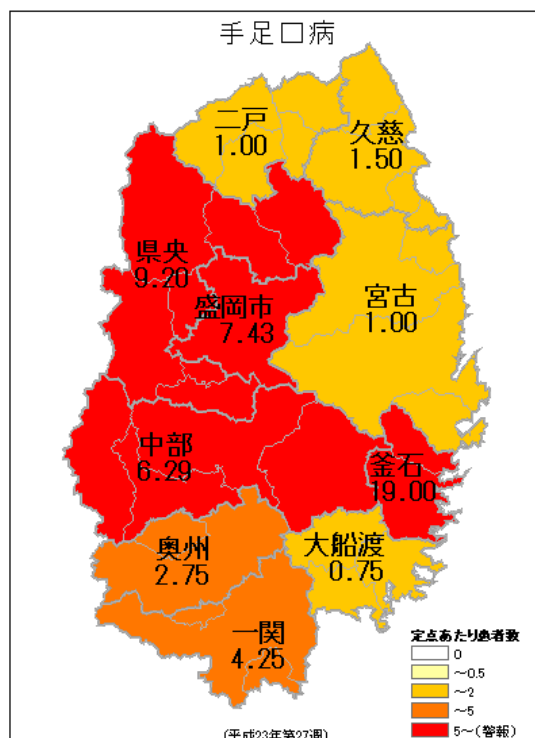 手足口病
二戸
1.00
久慈
1.50
県央
9.20
盛岡市
7.43
宮古
1.00
中部
6.29
釜石
19.00
奥州
2.75
大船渡
0.75
一関
4.25
定点あたり患者数
0
～0.5
～2
～5
5～(警報)
(平成23年第27週)